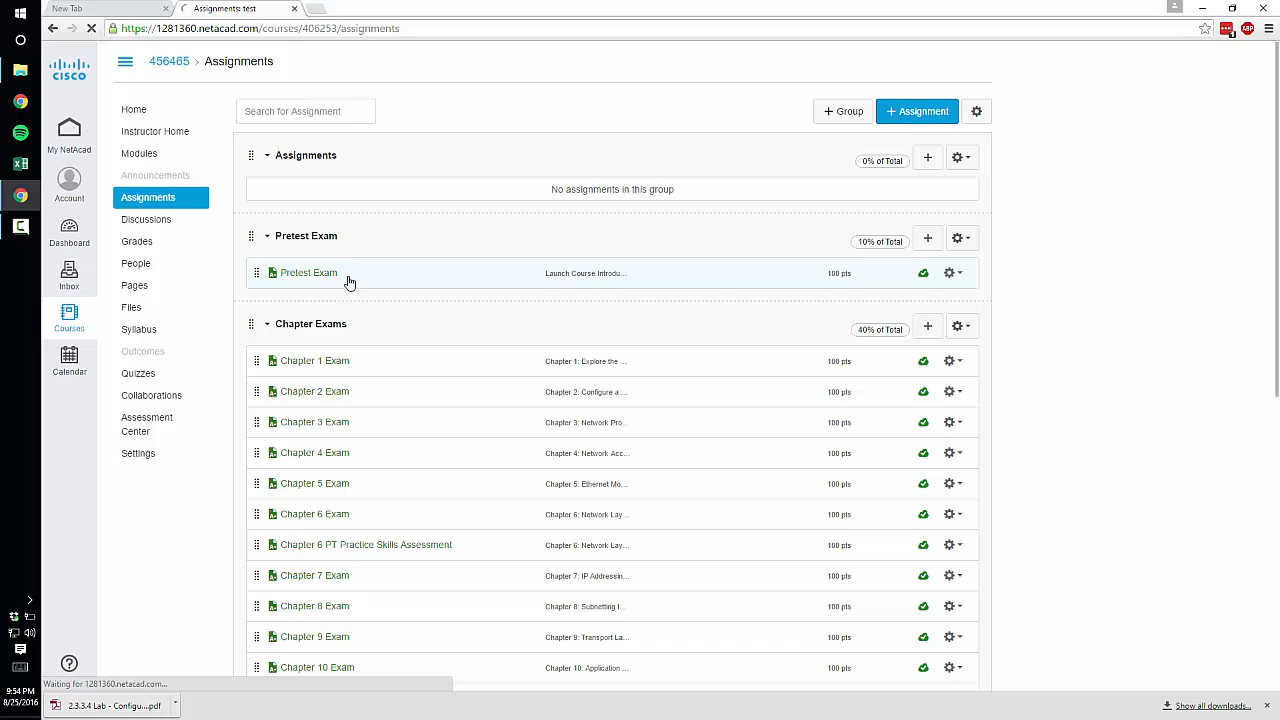 New Tab
Assignments: test
https://1281360.netacad.com/courses/406253/assignments
CISCO
456465 > Assignments
My NetAcad
Account
Dashboard
Inbox
Courses
Calendar
Home
Instructor Home
Modules
Announcements
Assignments
Discussions
Grades
People
Pages
Files
Syllabus
Outcomes
Quizzes
Collaborations
Assessment
Center
Settings
Search for Assignment
+ Group
+ Assignment
Assignments
0% of Total
No assignments in this group
Pretest Exam
10% of Total
Pretest Exam Launch Course Introdu... 100 pts
Chapter Exams
40% of Total
Chapter 1 Exam Chapter 1: Explore the ... 100 pts
Chapter 2 Exam Chapter 2: Configure a ... 100 pts
Chapter 3 Exam Chapter 3: Network Pro... 100 pts
Chapter 4 Exam Chapter 4: Network Acc... 100 pts
Chapter 5 Exam Chapter 5: Ethernet Mo... 100 pts
Chapter 6 Exam Chapter 6: Network Lay... 100 pts
Chapter 6 PT Practice Skills Assessment Chapter 6: Network Lay... 100 pts
Chapter 7 Exam Chapter 7: IP Addressin... 100 pts
Chapter 8 Exam Chapter 8: Subnetting I... 100 pts
Chapter 9 Exam Chapter 9: Transport La... 100 pts
Chapter 10 Exam Chapter 10: Application ... 100 pts
Waiting for 1281360.netacad.com...
9:54 PM
8/25/2016
2.3.3.4 Lab - Configu....pdf
Show all downloads...
ABP